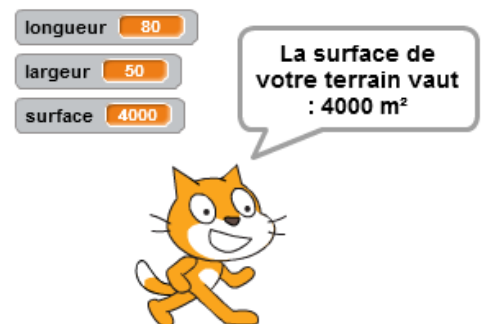 longueur 80
largeur 50
surface 4000
La surface de
votre terrain vaut
: 4000 m²